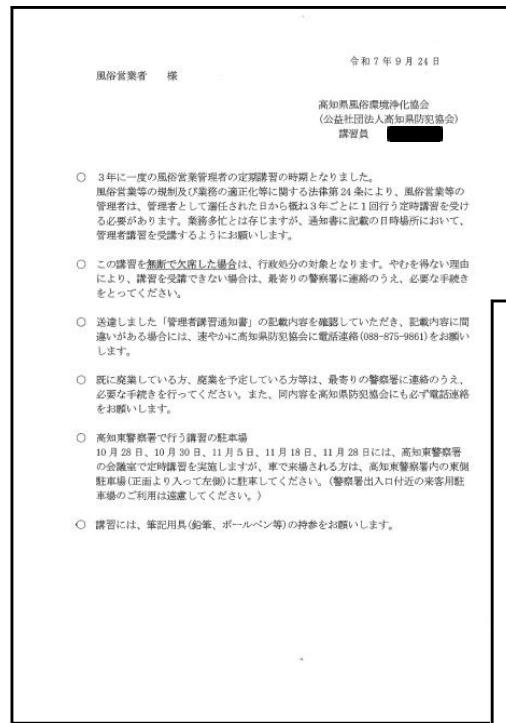 令和7年9月24日
風俗営業者　様
高知県風俗環境浄化協会
(公益社団法人高知県防犯協会)
講習員
○ 3年に一度の風俗営業管理者の定期講習の時期となりました。
風俗営業等の規制及び業務の適正化等に関する法律第24条により、風俗営業等の
管理者は、管理者として選任された日から概ね3年ごとに1回行う定時講習を受け
る必要があります。業務多忙とは存じますが、通知書に記載の日時場所において、
管理者講習を受講するようにお願いします。
○ この講習を無断で欠席した場合は、行政処分の対象となります。やむを得ない理由
により、講習を受講できない場合は、最寄りの警察署に連絡のうえ、必要な手続き
をとってください。
○ 送達しました「管理者講習通知書」の記載内容を確認していただき、記載内容に間
違いがある場合には、速やかに高知県防犯協会に電話連絡(088-875-9861)をお願い
します。
○ 既に廃業している方、廃業を予定している方等は、最寄りの警察署に連絡のうえ、
必要な手続きを行ってください。また、同内容を高知県防犯協会にも必ず電話連絡
をお願いします。
○ 高知東警察署で行う講習の駐車場
10月28日、10月30日、11月5日、11月18日、11月28日には、高知東警察署
の会議室で定時講習を実施しますが、車で来場される方は、高知東警察署内の東側
駐車場(正面より入って左側)に駐車してください。(警察署出入口付近の来客用駐
車場のご利用は遠慮してください。)
○ 講習には、筆記用具(鉛筆、ボールペン等)の持参をお願いします。